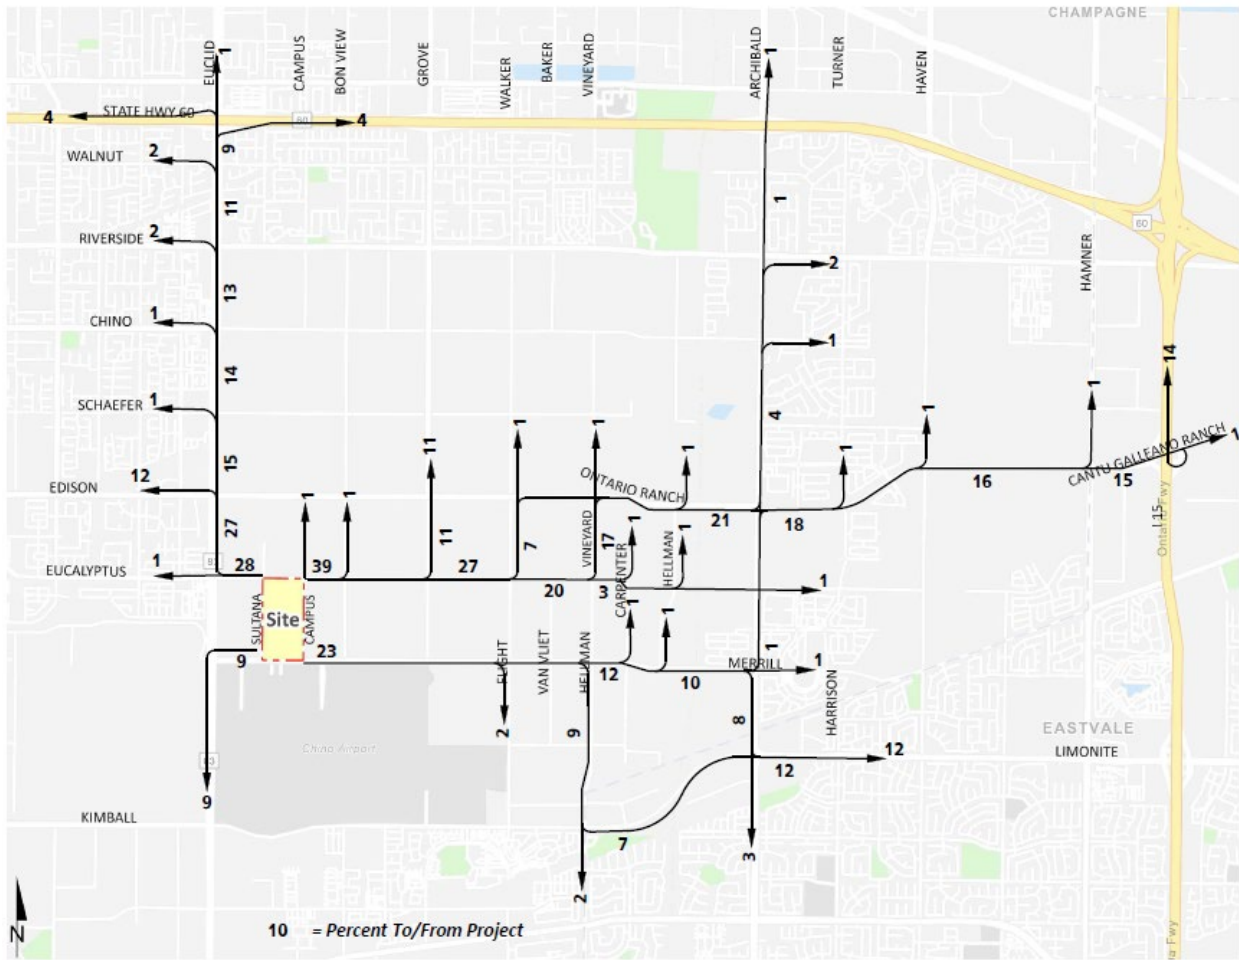 CHAMPAGNE
EUCLID
1
CAMPUS
BON VIEW
GROVE
WALKER
BAKER
VINEYARD
ARCHIBALD
1
TURNER
HAVEN
4
STATE HWY 60
60
4
WALNUT
2
9
11
1
RIVERSIDE
2
60
HAMNER
13
2
CHINO
1
1
14
14
SCHAEFER
1
4
1
1
11
1
1
1
1
1
CANTU GALLEANO RANCH
1
15
EDISON
12
ONTARIO RANCH
16
15
27
1
1
11
7
VINEYARD
17
21
18
I 15
Ontario Fwy
1
1
EUCALYPTUS
1
28
39
27
20
3
CARPENTER
HELLMAN
1
SULTANA
Site
CAMPUS
1
1
9
23
FLIGHT
VAN VLIET
HELLMAN
12
10
MERRILL
1
1
HARRISON
Chino Airport
2
9
8
EASTVALE
LIMONITE
12
12
9
KIMBALL
7
3
2
N
10 = Percent To/From Project